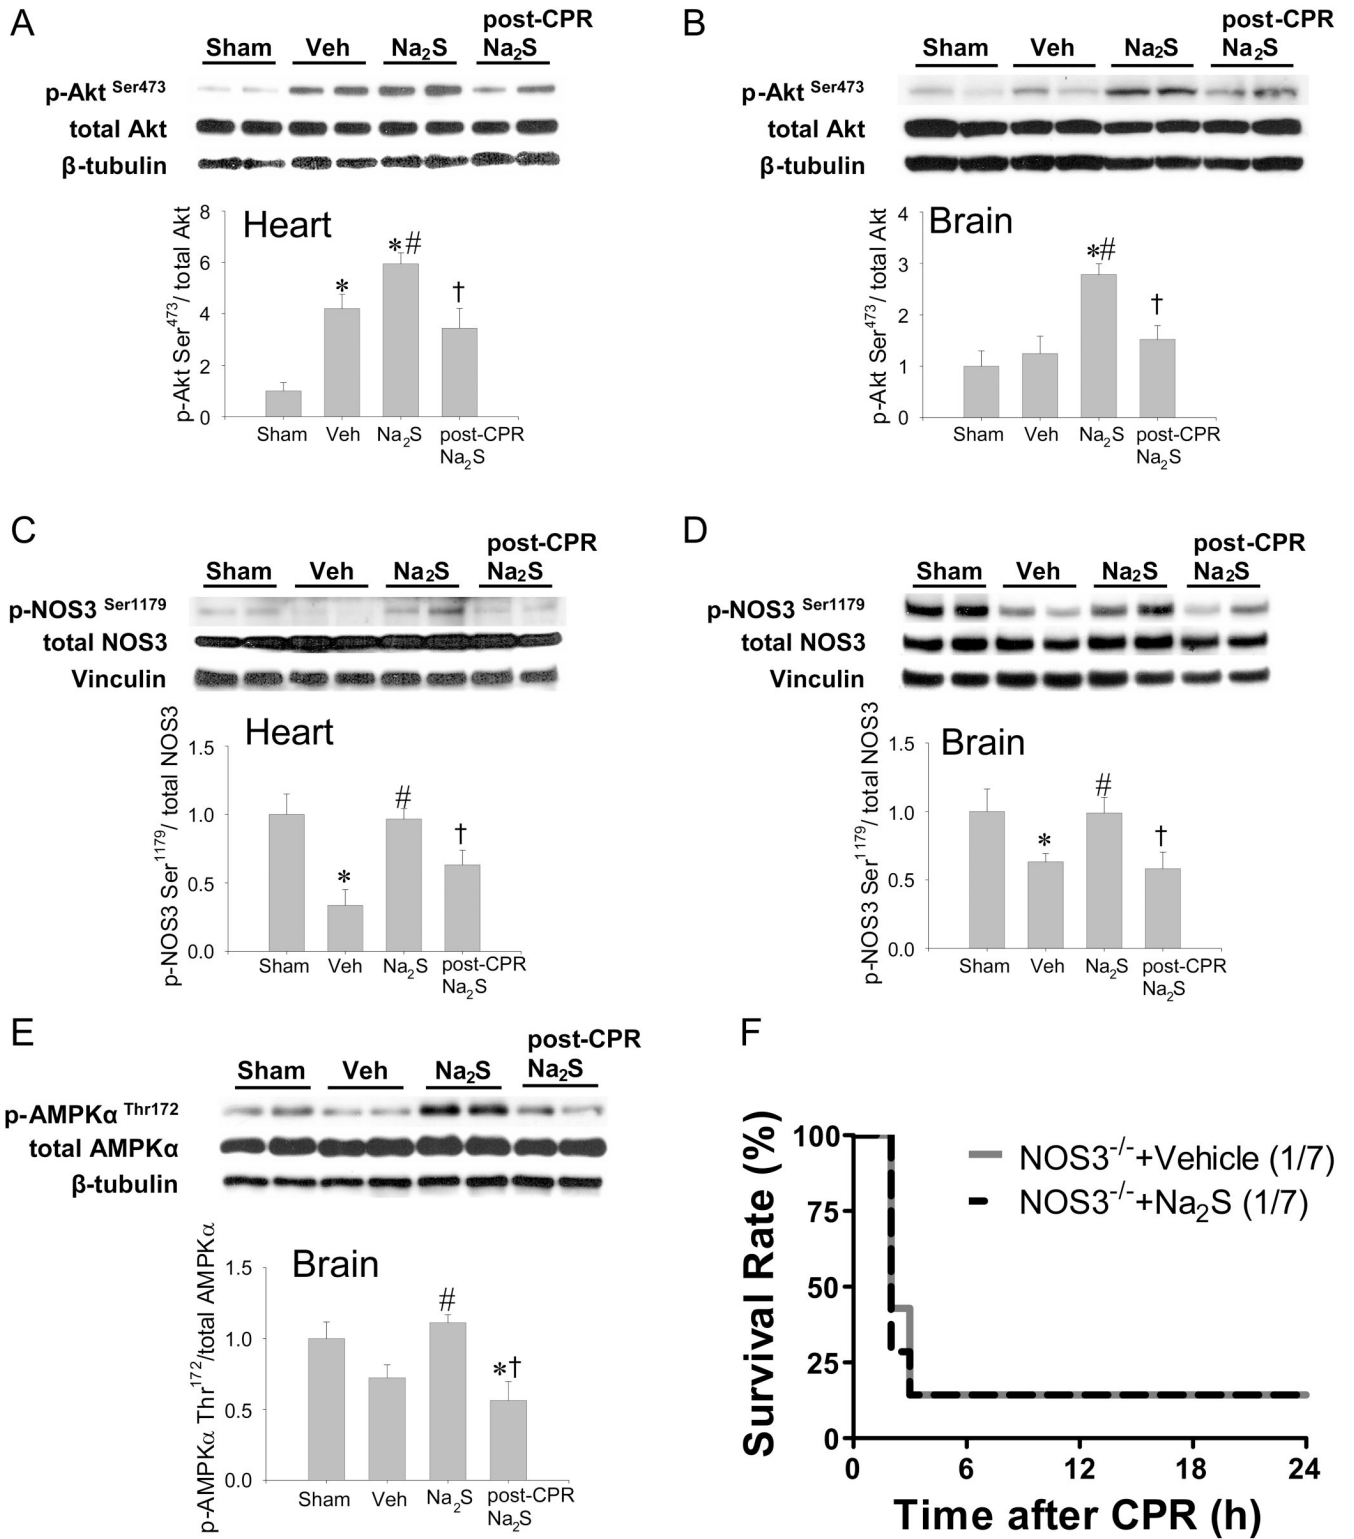 A
post-CPR
Sham Veh Na₂S Na₂S
p-Akt Ser473
total Akt
β-tubulin
p-Akt Ser⁴⁷³/ total Akt
Heart
8
6
4
2
0
*
*#
†
Sham Veh Na₂S post-CPR
Na₂S
B
post-CPR
Sham Veh Na₂S Na₂S
p-Akt Ser473
total Akt
β-tubulin
p-Akt Ser⁴⁷³/ total Akt
Brain
4
3
2
1
0
*#
†
Sham Veh Na₂S post-CPR
Na₂S
C
post-CPR
Sham Veh Na₂S Na₂S
p-NOS3 Ser1179
total NOS3
Vinculin
p-NOS3 Ser¹¹⁷⁹/ total NOS3
Heart
1.5
1.0
0.5
0.0
*
#
†
Sham Veh Na₂S post-CPR
Na₂S
D
post-CPR
Sham Veh Na₂S Na₂S
p-NOS3 Ser1179
total NOS3
Vinculin
p-NOS3 Ser¹¹⁷⁹/ total NOS3
Brain
1.5
1.0
0.5
0.0
*
#
†
Sham Veh Na₂S post-CPR
Na₂S
E
post-CPR
Sham Veh Na₂S Na₂S
p-AMPKα Thr172
total AMPKα
β-tubulin
p-AMPKα Thr¹⁷²/total AMPKα
Brain
1.5
1.0
0.5
0.0
#
*†
Sham Veh Na₂S post-CPR
Na₂S
F
Survival Rate (%)
100
75
50
25
0
NOS3⁻/⁻+Vehicle (1/7)
NOS3⁻/⁻+Na₂S (1/7)
0 6 12 18 24
Time after CPR (h)